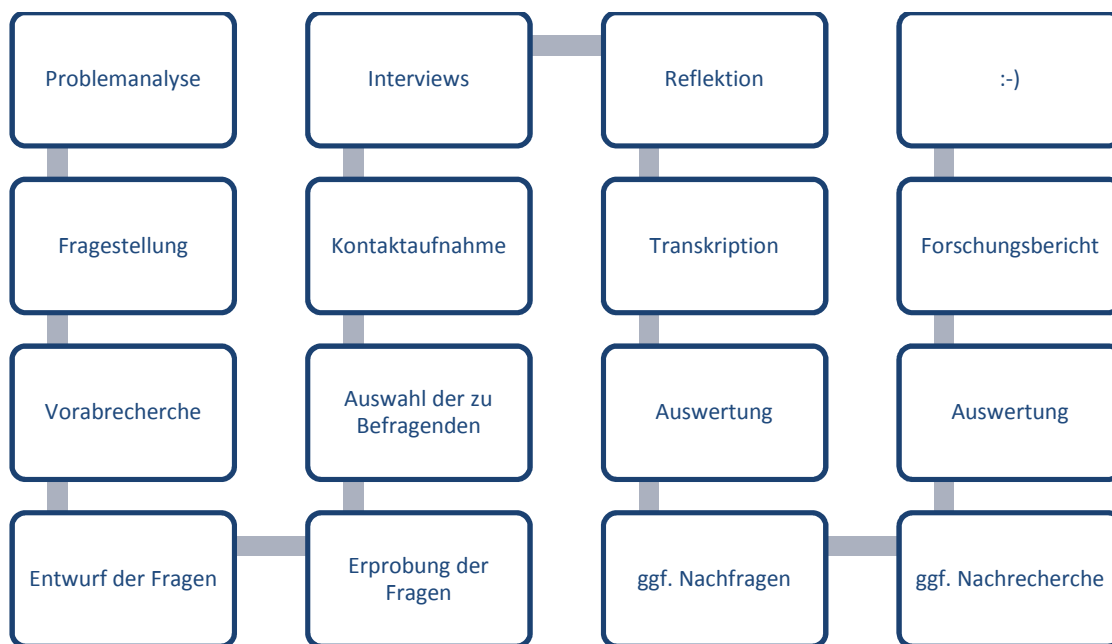 Problemanalyse
Fragestellung
Vorabrecherche
Entwurf der Fragen
Erprobung der
Fragen
Auswahl der zu
Befragenden
Kontaktaufnahme
Interviews
Reflektion
Transkription
Auswertung
ggf. Nachfragen
ggf. Nachrecherche
Auswertung
Forschungsbericht
:-)